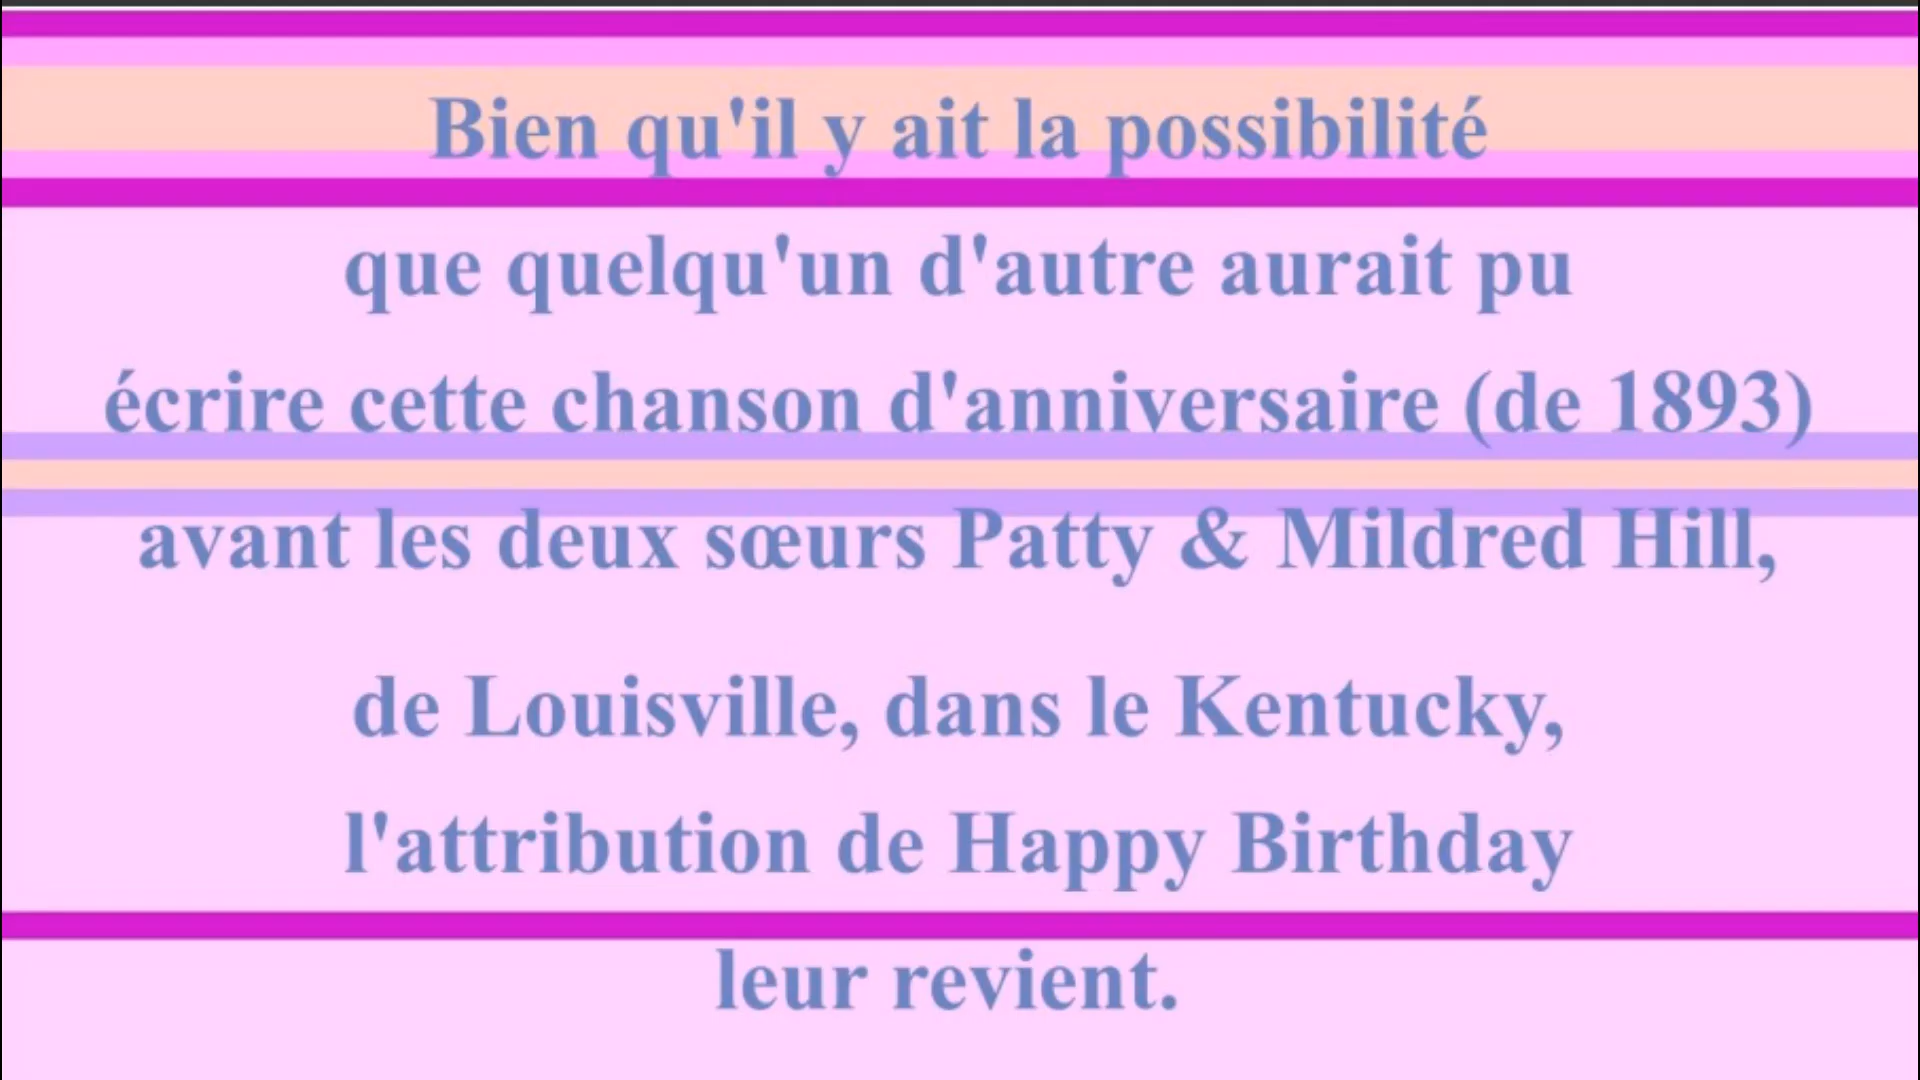 Bien qu'il y ait la possibilité
que quelqu'un d'autre aurait pu
écrire cette chanson d'anniversaire (de 1893)
avant les deux sœurs Patty & Mildred Hill,
de Louisville, dans le Kentucky,
l'attribution de Happy Birthday
leur revient.